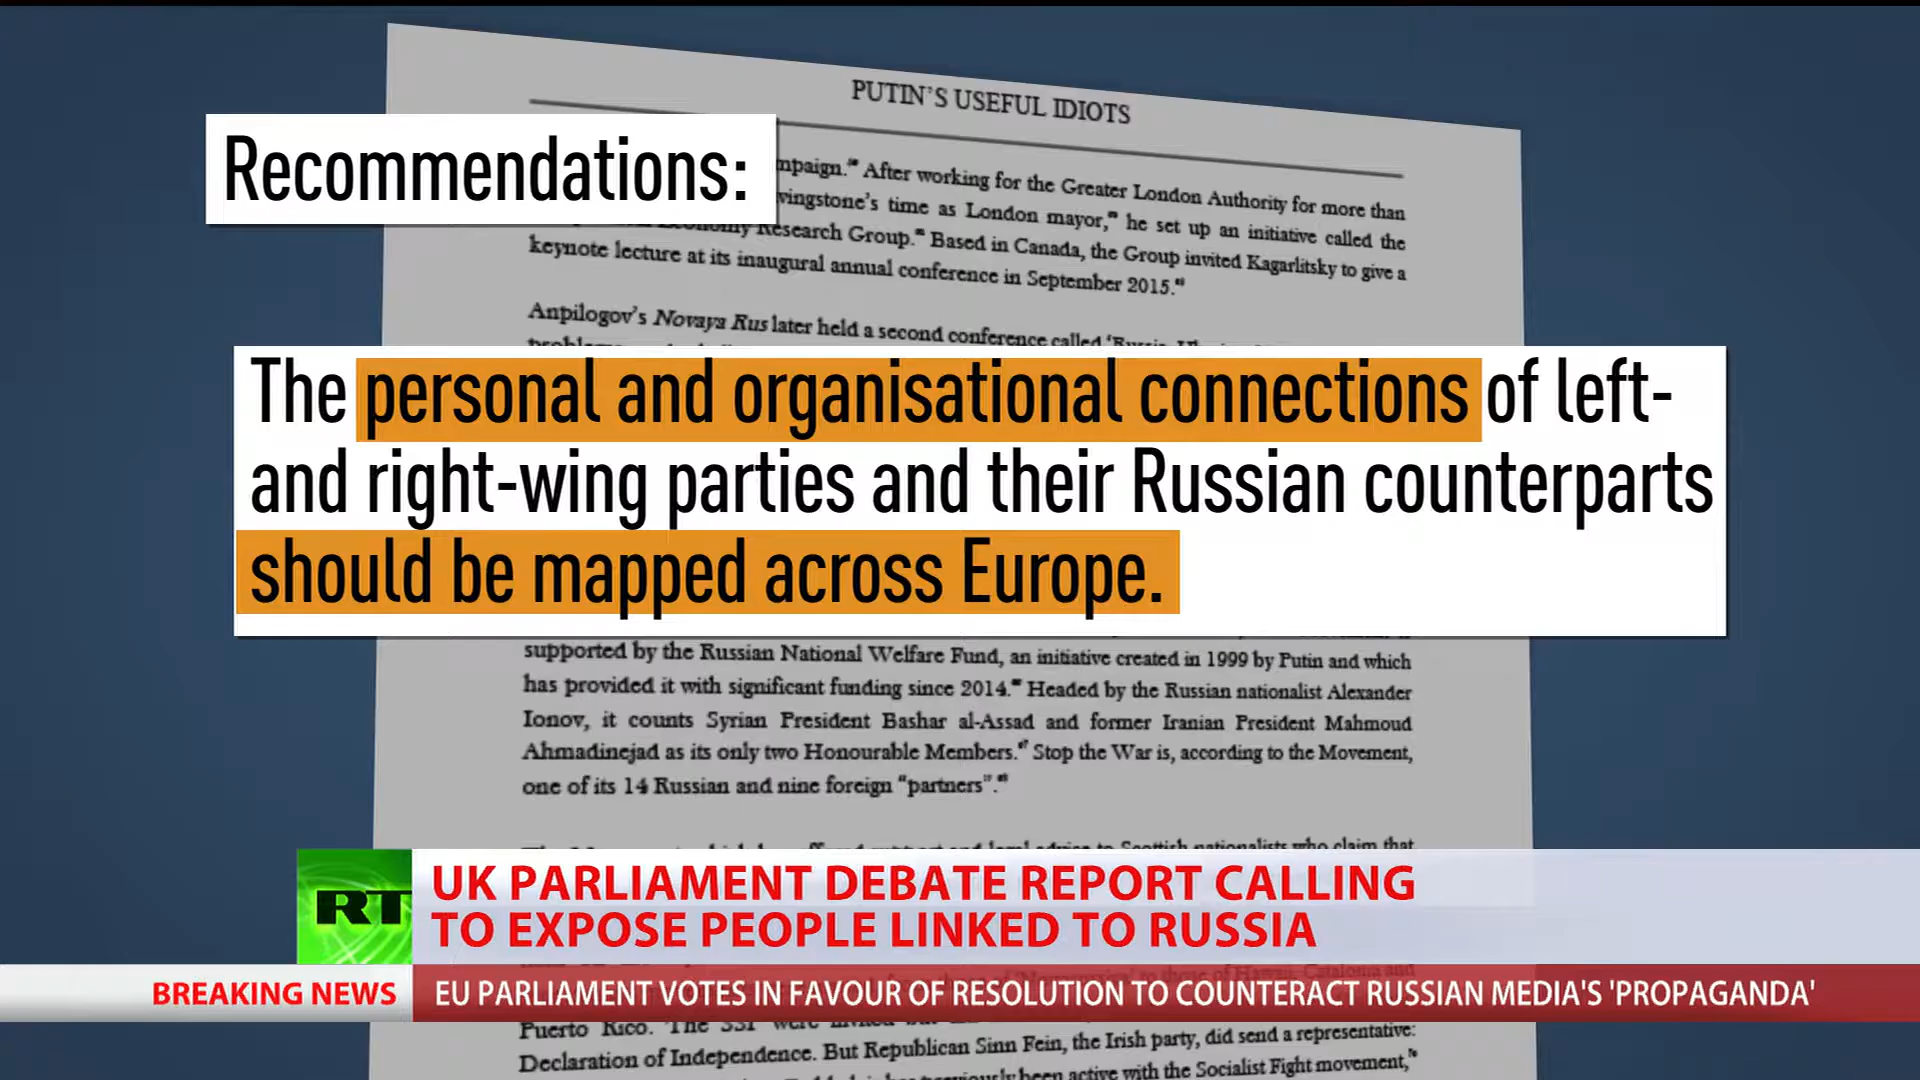 PUTIN'S USEFUL IDIOTS
Recommendations:
mpaign." After working for the Greater London Authority for more than
vingstone's time as London mayor," he set up an initiative called the
Economy Research Group." Based in Canada, the Group invited Kagarlitsky to give a
keynote lecture at its inaugural annual conference in September 2015."
Anpilogov's Novaya Rus later held a second conference called 'Russia,
The personal and organisational connections of left-
and right-wing parties and their Russian counterparts
should be mapped across Europe.
supported by the Russian National Welfare Fund, an initiative created in 1999 by Putin and which
has provided it with significant funding since 2014." Headed by the Russian nationalist Alexander
Ionov, it counts Syrian President Bashar al-Assad and former Iranian President Mahmoud
Ahmadinejad as its only two Honourable Members." Stop the War is, according to the Movement,
one of its 14 Russian and nine foreign "partners"."
Scottish nationalists who claim that
RT
UK PARLIAMENT DEBATE REPORT CALLING
TO EXPOSE PEOPLE LINKED TO RUSSIA
BREAKING NEWS
EU PARLIAMENT VOTES IN FAVOUR OF RESOLUTION TO COUNTERACT RUSSIAN MEDIA'S 'PROPAGANDA'
Puerto Rico. The
Declaration of Independence. But Republican Sinn Fein, the Irish party, did send a representative:
been active with the Socialist Fight movement,"